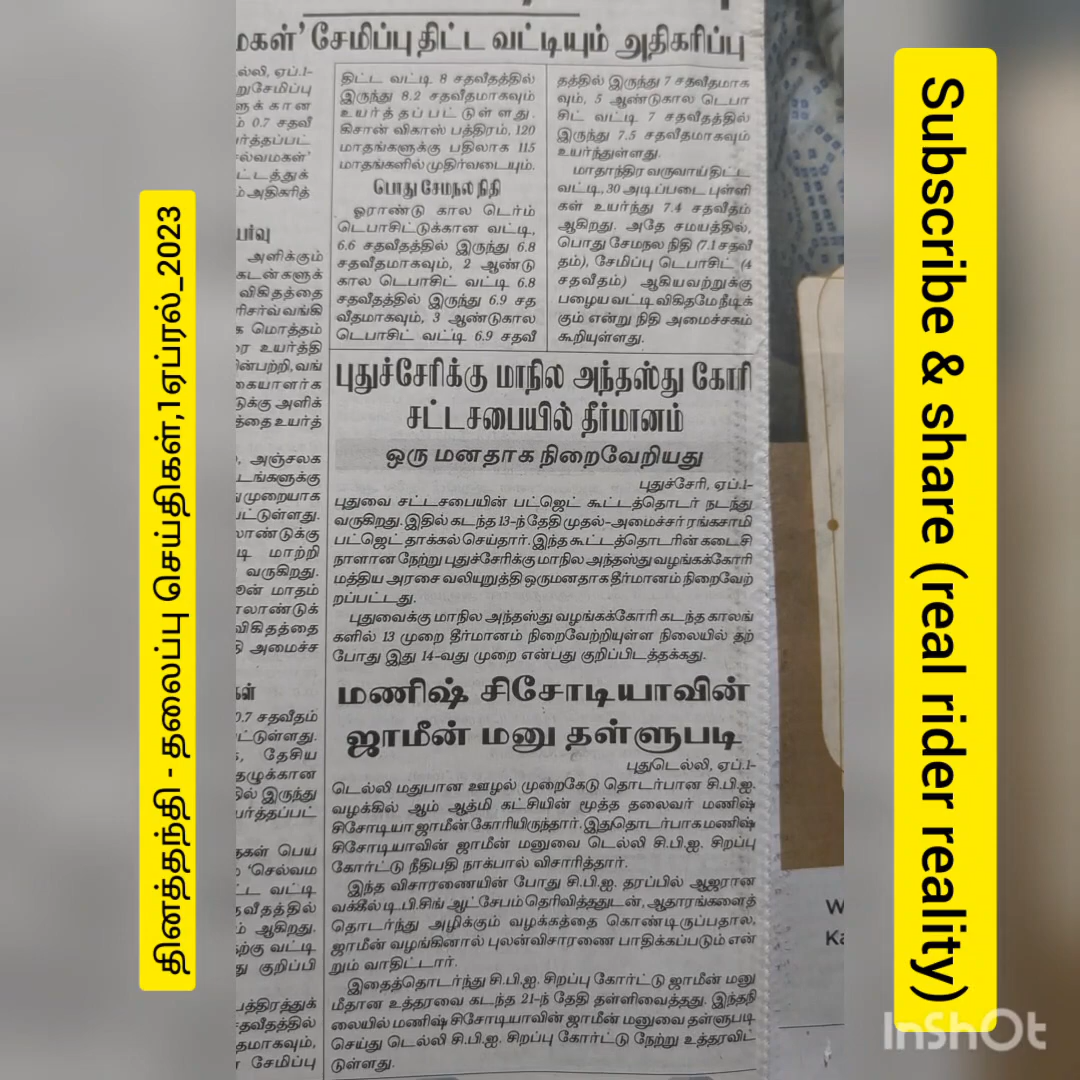 தினத்தந்தி - தலைப்பு செய்திகள்,1ஏப்ரல்_2023
மகள்' சேமிப்பு திட்ட வட்டியும் அதிகரிப்பு
திட்ட வட்டி 8 சதவீதத்தில்
இருந்து 8.2 சதவீதமாகவும்
உயர்த்தப்பட்டுள்ளது.
கிசான் விகாஸ் பத்திரம், 120
மாதங்களுக்கு பதிலாக 115
மாதங்களில் முதிர்வடையும்.
பொது சேமநல நிதி
ஓராண்டு கால டெர்ம்
டெபாசிட்டுக்கான வட்டி,
6.6 சதவீதத்தில் இருந்து 6.8
சதவீதமாகவும், 2 ஆண்டு
கால டெபாசிட் வட்டி 6.8
சதவீதத்தில் இருந்து 6.9 சத
வீதமாகவும், 3 ஆண்டுகால
டெபாசிட் வட்டி 6.9 சதவீ
தத்தில் இருந்து 7 சதவீதமாக
வும், 5 ஆண்டுகால டெபா
சிட் வட்டி 7 சதவீதத்தில்
இருந்து 7.5 சதவீதமாகவும்
உயர்ந்துள்ளது.
மாதாந்திர வருவாய் திட்ட
வட்டி, 30 அடிப்படை புள்ளி
கள் உயர்ந்து 7.4 சதவீதம்
ஆகிறது. அதே சமயத்தில்,
பொது சேமநல நிதி (7.1 சதவீ
தம்), சேமிப்பு டெபாசிட் (4
சதவீதம்) ஆகியவற்றுக்கு
பழைய வட்டி விகிதமே நீடிக்
கும் என்று நிதி அமைச்சகம்
கூறியுள்ளது.
புதுச்சேரிக்கு மாநில அந்தஸ்து கோரி
சட்டசபையில் தீர்மானம்
ஒரு மனதாக நிறைவேறியது
புதுச்சேரி, ஏப்.1-
புதுவை சட்டசபையின் பட்ஜெட் கூட்டத்தொடர் நடந்து
வருகிறது. இதில் கடந்த 13-ந்தேதி முதல்-அமைச்சர் ரங்கசாமி
பட்ஜெட் தாக்கல் செய்தார். இந்த கூட்டத்தொடரின் கடைசி
நாளான நேற்று புதுச்சேரிக்கு மாநில அந்தஸ்து வழங்கக்கோரி
மத்திய அரசை வலியுறுத்தி ஒருமனதாக தீர்மானம் நிறைவேற்
றப்பட்டது.
புதுவைக்கு மாநில அந்தஸ்து வழங்கக்கோரி கடந்த காலங்
களில் 13 முறை தீர்மானம் நிறைவேற்றியுள்ள நிலையில் தற்
போது இது 14-வது முறை என்பது குறிப்பிடத்தக்கது.
மணிஷ் சிசோடியாவின்
ஜாமீன் மனு தள்ளுபடி
புதுடெல்லி, ஏப்.1-
டெல்லி மதுபான ஊழல் முறைகேடு தொடர்பான சி.பி.ஐ.
வழக்கில் ஆம் ஆத்மி கட்சியின் மூத்த தலைவர் மணிஷ்
சிசோடியா ஜாமீன் கோரியிருந்தார். இதுதொடர்பாக மணிஷ்
சிசோடியாவின் ஜாமீன் மனுவை டெல்லி சி.பி.ஐ. சிறப்பு
கோர்ட்டு நீதிபதி நாக்பால் விசாரித்தார்.
இந்த விசாரணையின் போது சி.பி.ஐ. தரப்பில் ஆஜரான
வக்கீல் டி.பி.சிங் ஆட்சேபம் தெரிவித்ததுடன், ஆதாரங்களைத்
தொடர்ந்து அழிக்கும் வழக்கத்தை கொண்டிருப்பதால்,
ஜாமீன் வழங்கினால் புலன்விசாரணை பாதிக்கப்படும் என்
றும் வாதிட்டார்.
இதைத்தொடர்ந்து சி.பி.ஐ. சிறப்பு கோர்ட்டு ஜாமீன் மனு
மீதான உத்தரவை கடந்த 21-ந் தேதி தள்ளிவைத்தது. இந்தநி
லையில் மணிஷ் சிசோடியாவின் ஜாமீன் மனுவை தள்ளுபடி
செய்து டெல்லி சி.பி.ஐ. சிறப்பு கோர்ட்டு நேற்று உத்தரவிட்
டுள்ளது.
Subscribe & share (real rider reality)
InShOt